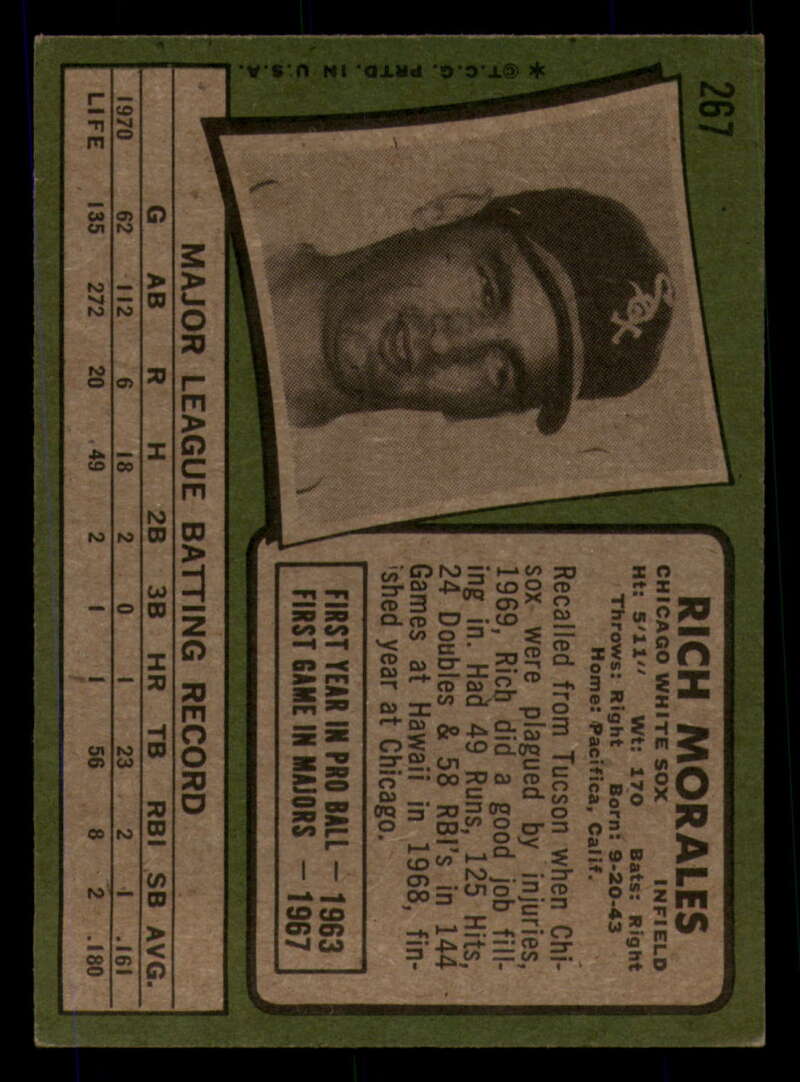 267
*©T.C.G. PRTD. IN U.S.A.
Sox
RICH MORALES
CHICAGO WHITE SOX INFIELD
Ht: 5'11" Wt: 170 Bats: Right
Throws: Right Born: 9-20-43
Home: Pacifica, Calif.
Recalled from Tucson when Chi-
sox were plagued by injuries,
1969, Rich did a good job fill-
ing in. Had 49 Runs, 125 Hits,
24 Doubles & 58 RBI's in 144
Games at Hawaii in 1968, fin-
ished year at Chicago.
FIRST YEAR IN PRO BALL — 1963
FIRST GAME IN MAJORS — 1967
MAJOR LEAGUE BATTING RECORD
G AB R H 2B 3B HR TB RBI SB AVG.
1970 62 112 6 18 2 0 1 23 2 1 .161
LIFE 135 272 20 49 2 1 1 56 8 2 .180